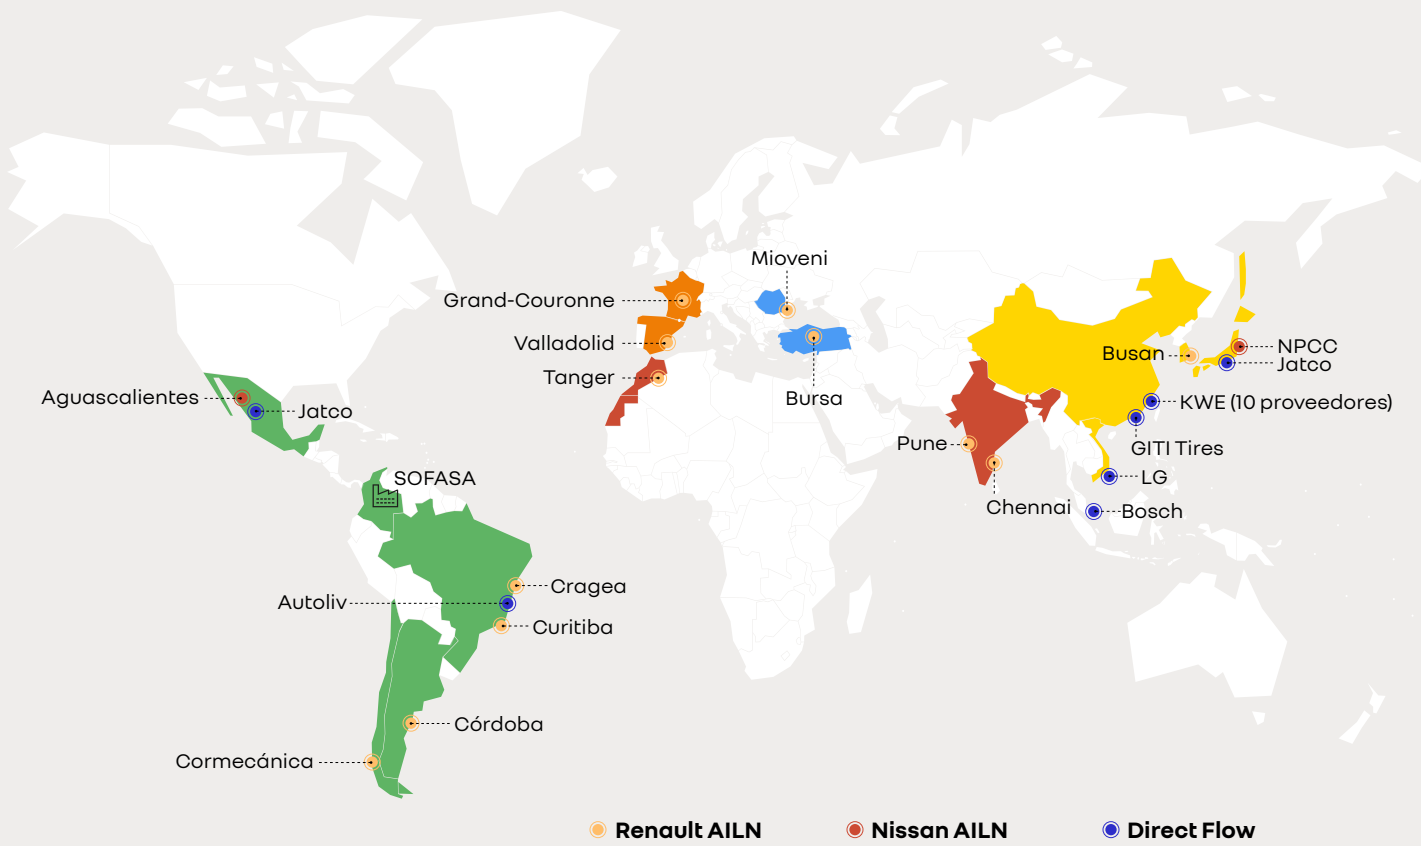 Mioveni
Grand-Couronne
Valladolid
Tanger
Bursa
Busan
NPCC
Jatco
Aguascalientes
Jatco
KWE (10 proveedores)
Pune
GITI Tires
LG
SOFASA
Chennai
Bosch
Cragea
Autoliv
Curitiba
Córdoba
Cormecánica
Renault AILN
Nissan AILN
Direct Flow